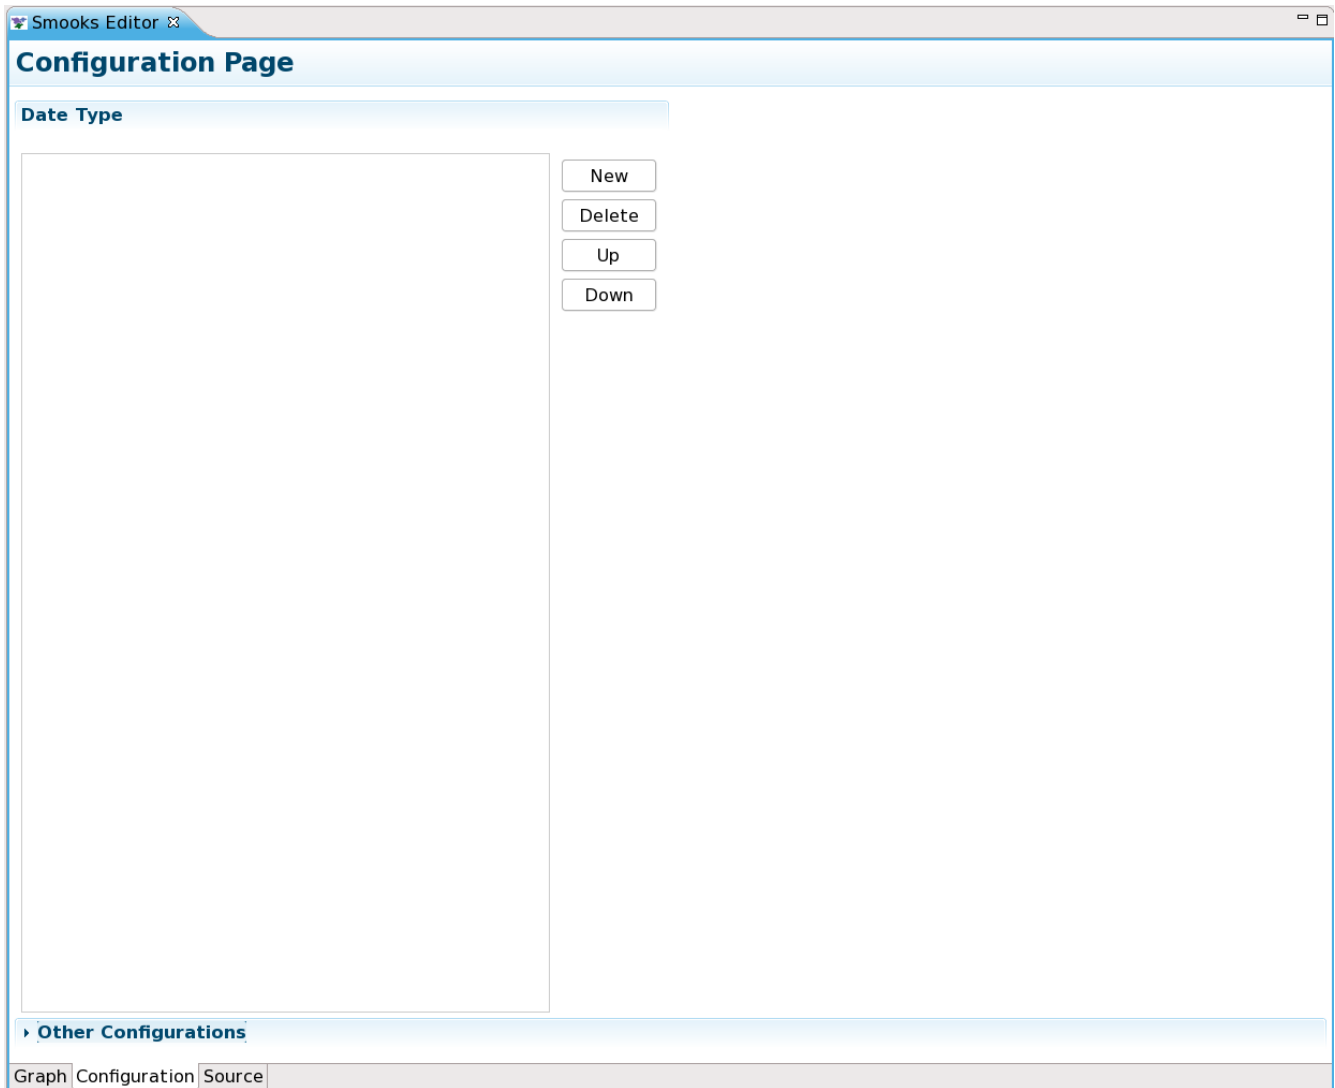 Smooks Editor
Configuration Page
Date Type
New
Delete
Up
Down
Other Configurations
Graph Configuration Source